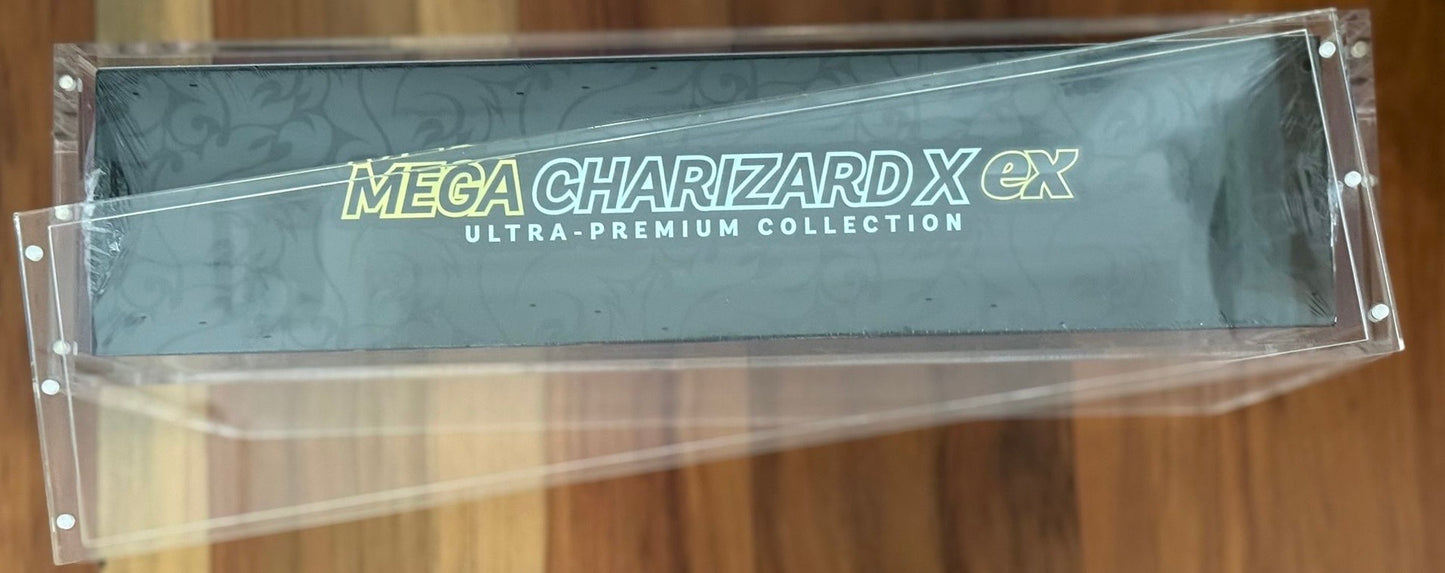 MEGA CHARIZARD X ex
ULTRA-PREMIUM COLLECTION